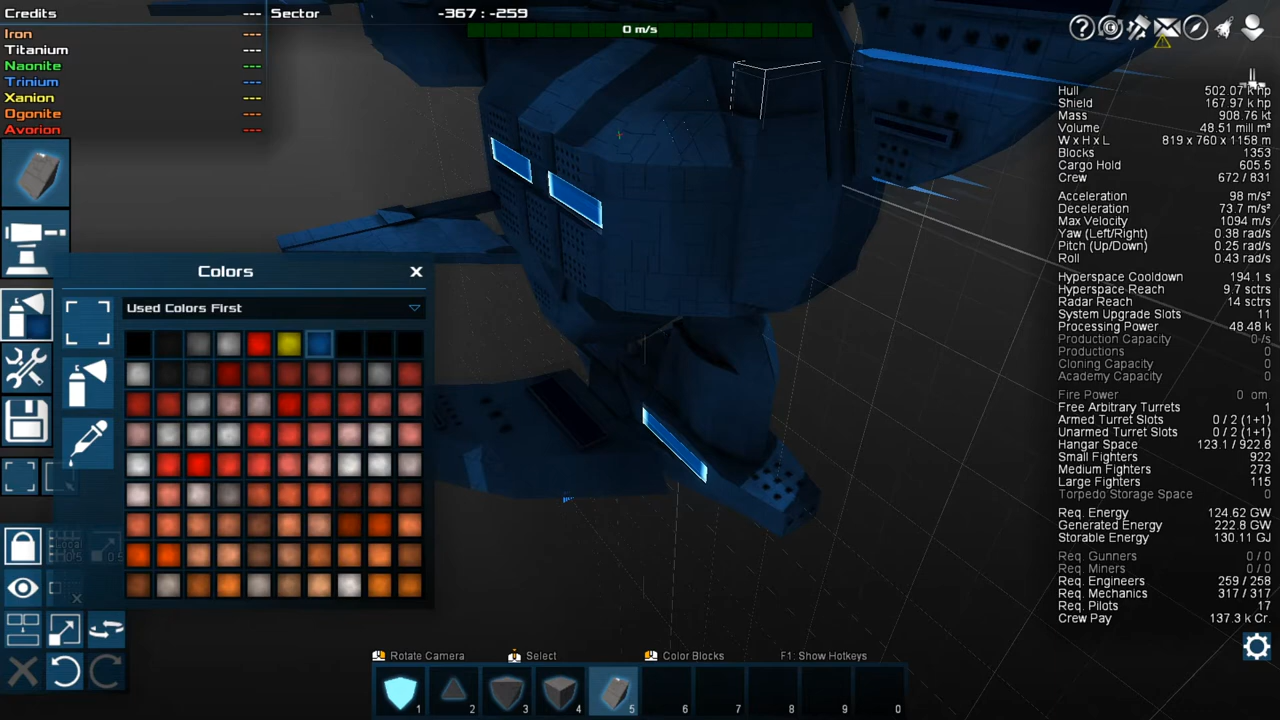 Credits ---
Sector -367 : -259
0 m/s
Iron ---
Titanium ---
Naonite ---
Trinium ---
Xanion ---
Ogonite ---
Avorion ---
Hull 502.07 k hp
Shield 167.97 k hp
Mass 908.76 kt
Volume 48.51 mill m³
W x H x L 819 x 760 x 1158 m
Blocks 1353
Cargo Hold 605.5
Crew 672 / 831
Acceleration 98 m/s²
Deceleration 73.7 m/s²
Max Velocity 1094 m/s
Yaw (Left/Right) 0.38 rad/s
Pitch (Up/Down) 0.25 rad/s
Roll 0.43 rad/s
Hyperspace Cooldown 194.1 s
Hyperspace Reach 9.7 sctrs
Radar Reach 14 sctrs
System Upgrade Slots 11
Processing Power 48.48 k
Production Capacity 0 /s
Productions 0
Cloning Capacity 0
Academy Capacity 0
Fire Power 0 om
Free Arbitrary Turrets 1
Armed Turret Slots 0 / 2 (1+1)
Unarmed Turret Slots 0 / 2 (1+1)
Hangar Space 123.1 / 922.8
Small Fighters 922
Medium Fighters 273
Large Fighters 115
Torpedo Storage Space 0
Req. Energy 124.62 GW
Generated Energy 222.8 GW
Storable Energy 130.11 GJ
Req. Gunners 0 / 0
Req. Miners 0 / 0
Req. Engineers 259 / 258
Req. Mechanics 317 / 317
Req. Pilots 17
Crew Pay 137.3 k Cr.
Colors X
Used Colors First
Local
0.5
0.5
Rotate Camera Select Color Blocks F1: Show Hotkeys
1 2 3 4 5 6 7 8 9 0